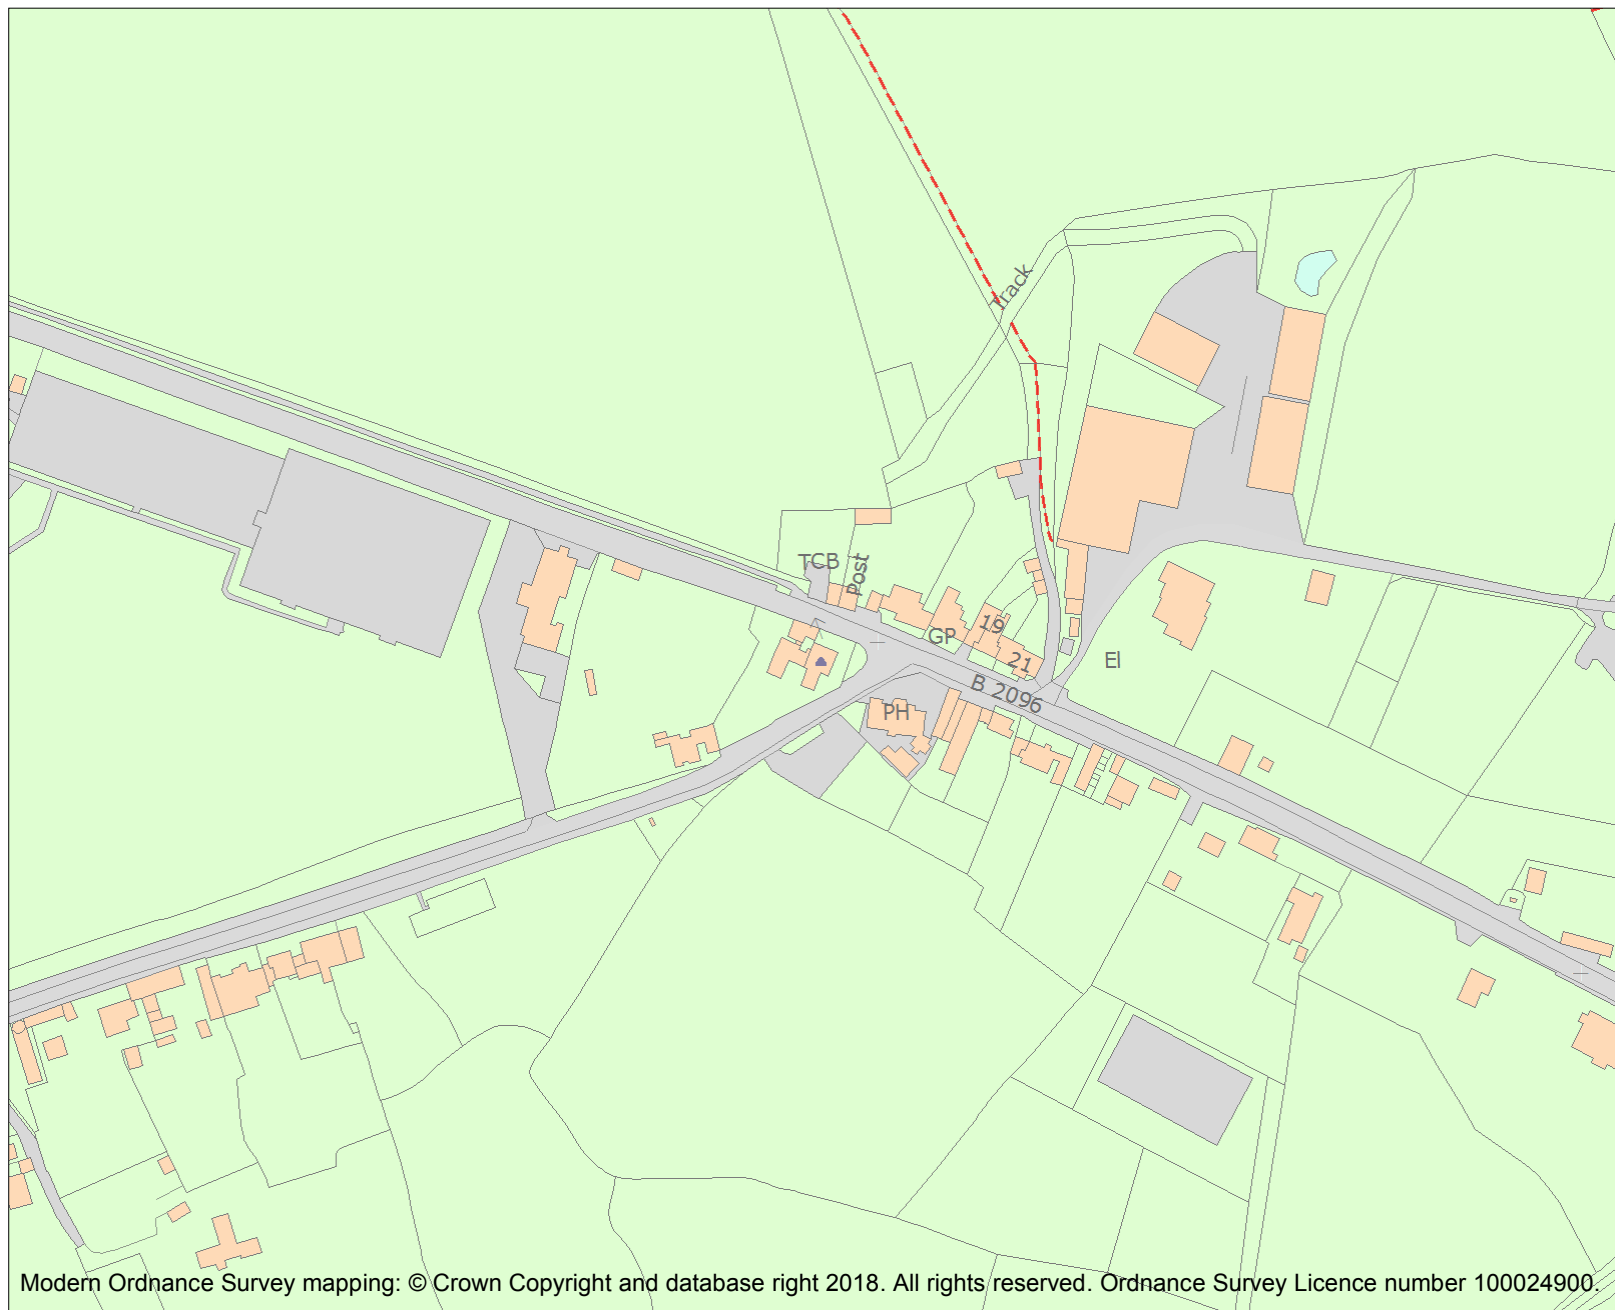 Track
TCB
Post
GP
19
21
El
B 2096
PH
Modern Ordnance Survey mapping: © Crown Copyright and database right 2018. All rights reserved. Ordnance Survey Licence number 100024900.